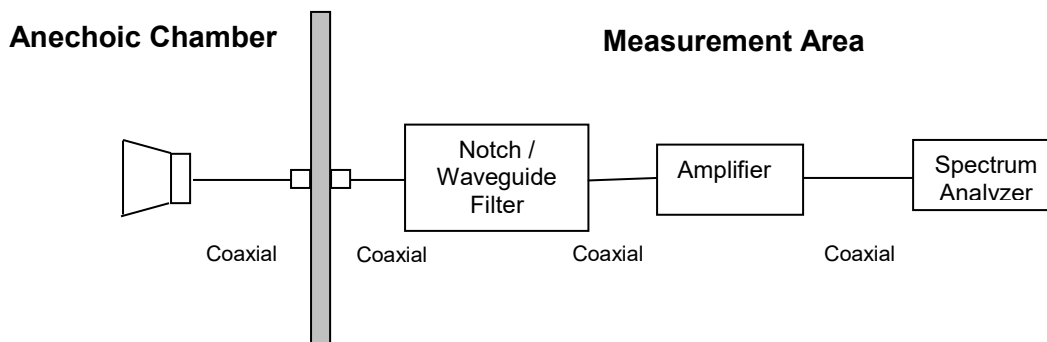 Anechoic Chamber
Measurement Area
Notch /
Waveguide
Filter
Amplifier
Spectrum
Analyzer
Coaxial
Coaxial
Coaxial
Coaxial